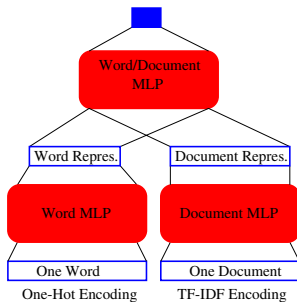 Word/Document
MLP
Word Repres.
Document Repres.
Word MLP
Document MLP
One Word
One Document
One-Hot Encoding
TF-IDF Encoding